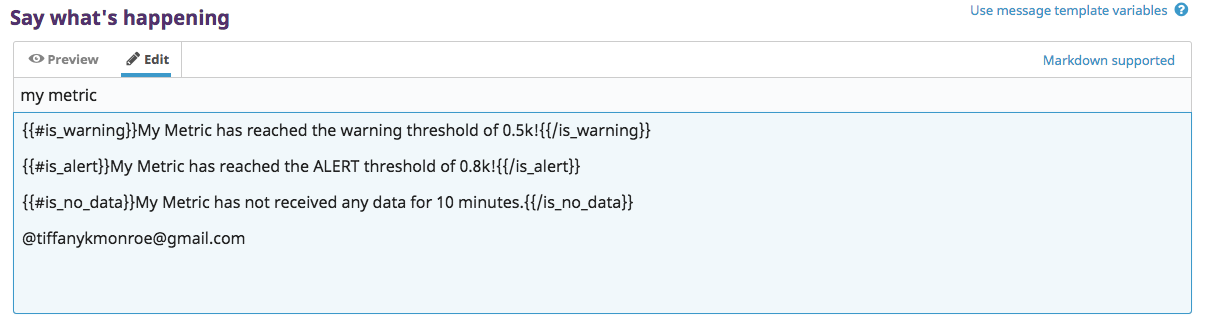 Say what's happening
Use message template variables ?
Preview Edit
Markdown supported
my metric
{{#is_warning}}My Metric has reached the warning threshold of 0.5k!{{/is_warning}}
{{#is_alert}}My Metric has reached the ALERT threshold of 0.8k!{{/is_alert}}
{{#is_no_data}}My Metric has not received any data for 10 minutes.{{/is_no_data}}
@tiffanykmonroe@gmail.com